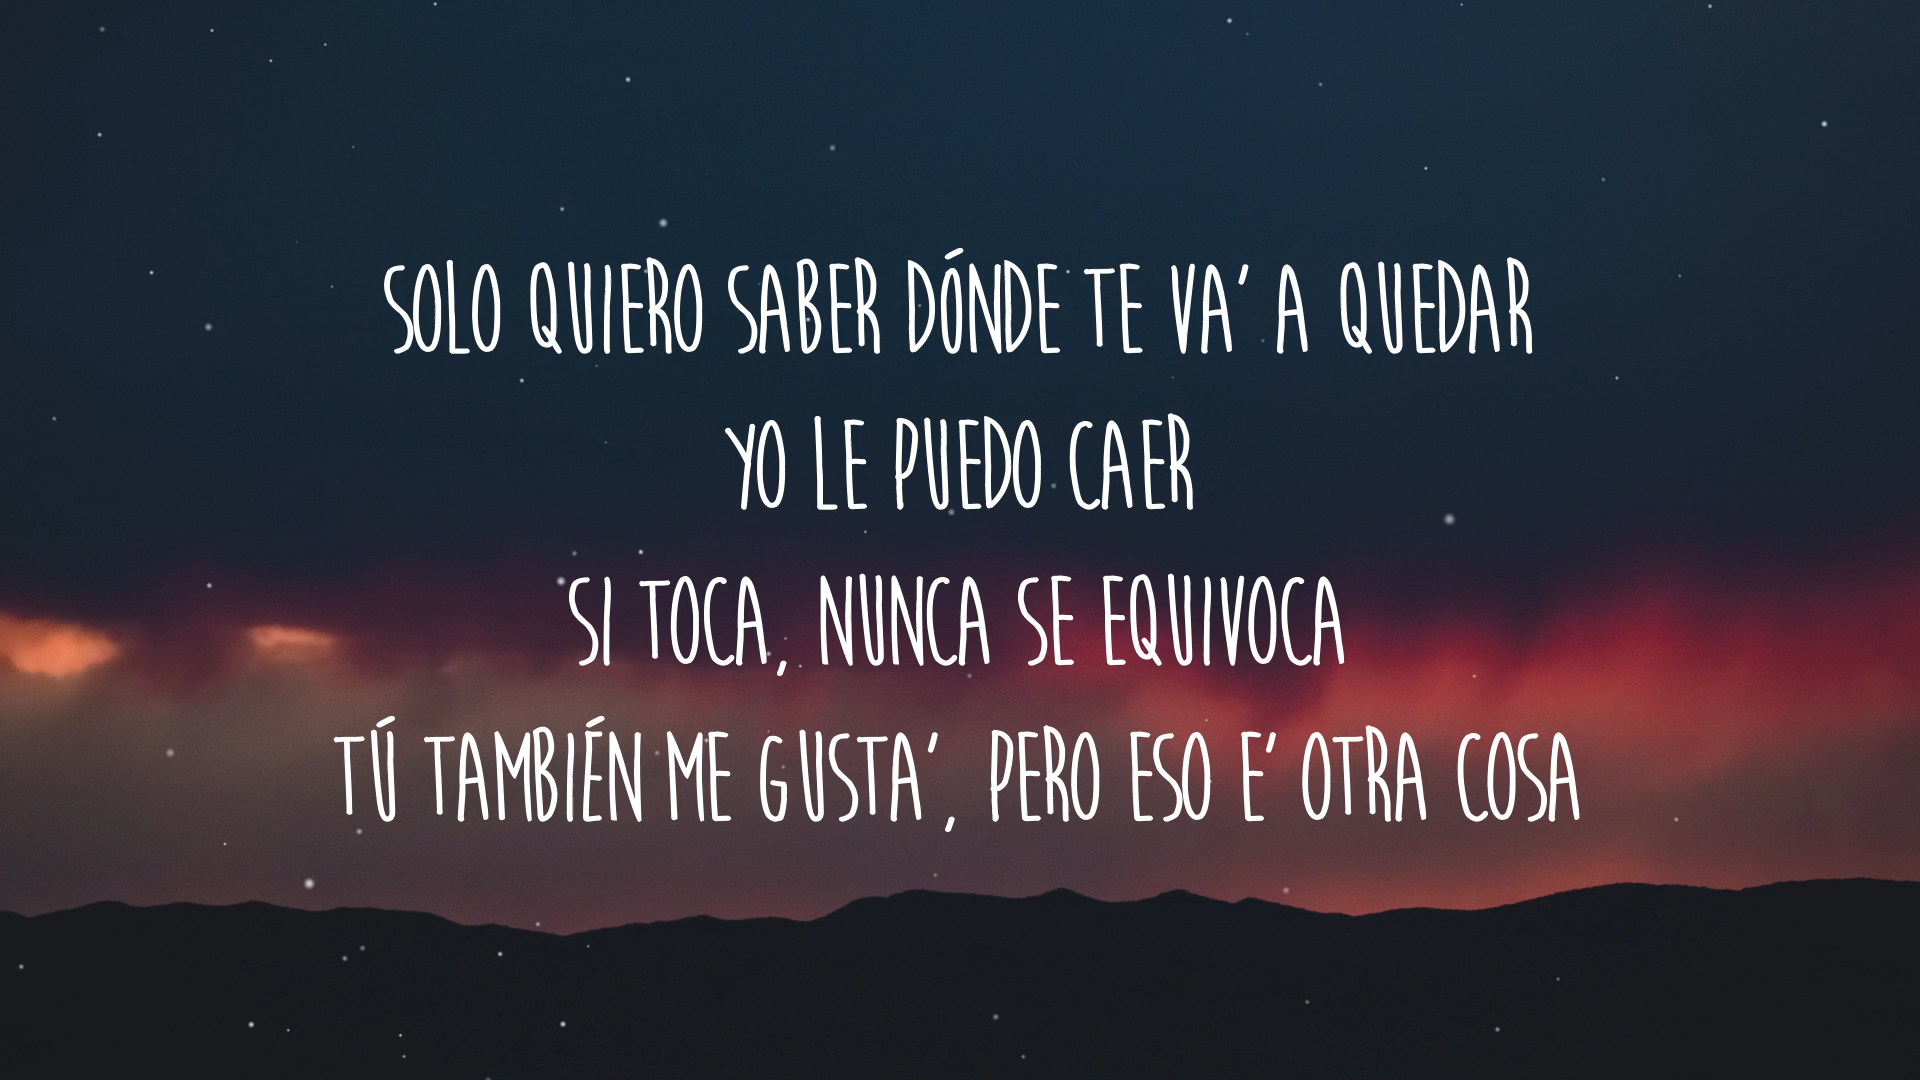 SOLO QUIERO SABER DÓNDE TE VA' A QUEDAR
YO LE PUEDO CAER
SI TOCA, NUNCA SE EQUIVOCA
TÚ TAMBIÉN ME GUSTA', PERO ESO E' OTRA COSA